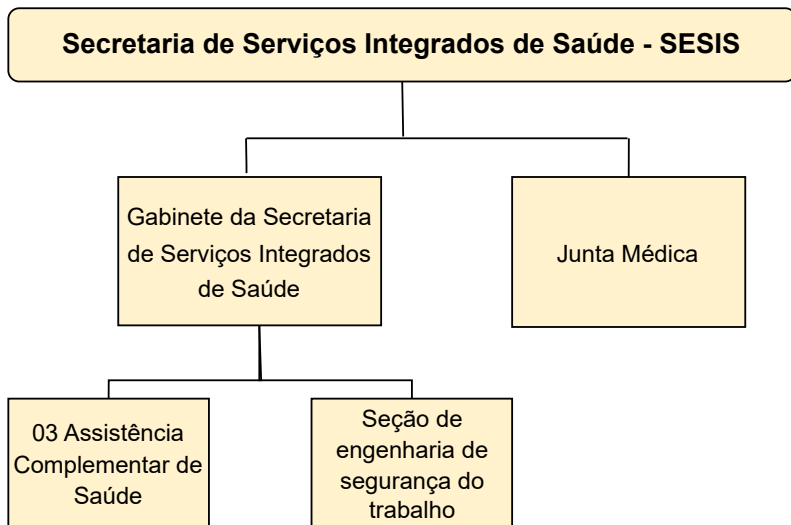 Secretaria de Serviços Integrados de Saúde - SESIS
Gabinete da Secretaria
de Serviços Integrados
de Saúde
Junta Médica
03 Assistência
Complementar de
Saúde
Seção de
engenharia de
segurança do
trabalho